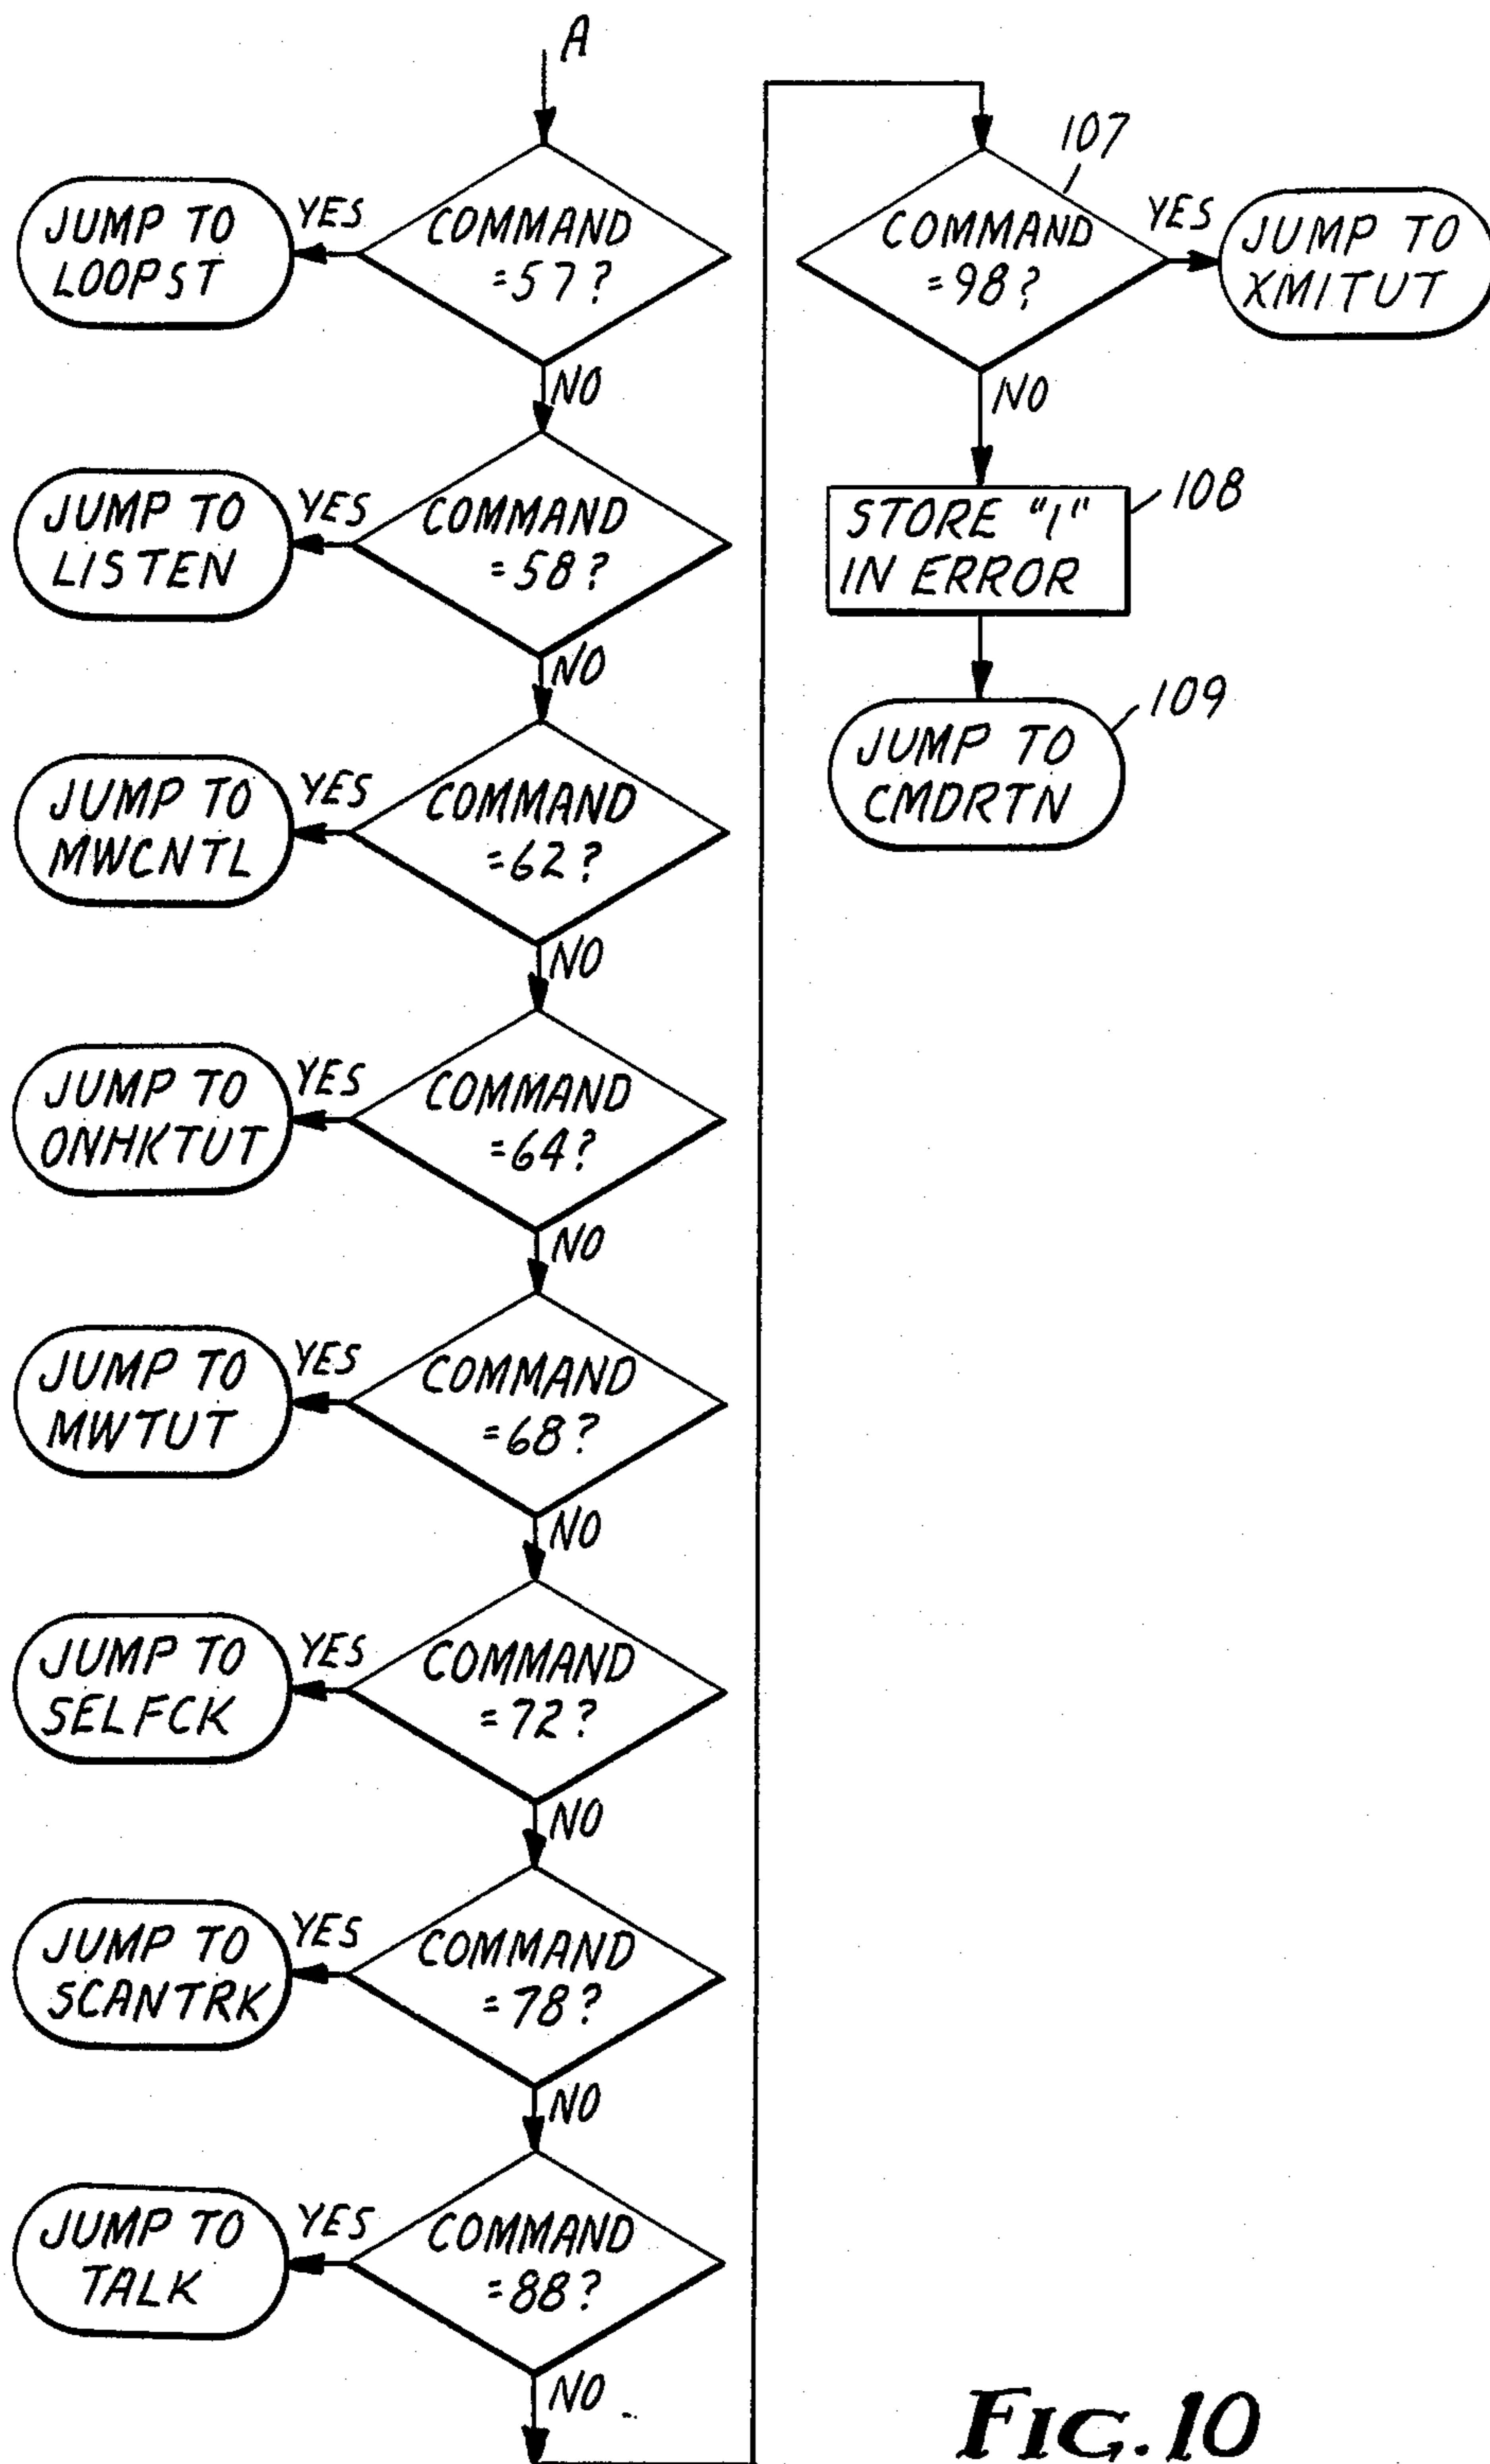 A
COMMAND
=57?
YES
JUMP TO
LOOPST
NO
COMMAND
=58?
YES
JUMP TO
LISTEN
NO
COMMAND
=62?
YES
JUMP TO
MWCNTL
NO
COMMAND
=64?
YES
JUMP TO
ONHKTUT
NO
COMMAND
=68?
YES
JUMP TO
MWTUT
NO
COMMAND
=72?
YES
JUMP TO
SELFCK
NO
COMMAND
=78?
YES
JUMP TO
SCANTRK
NO
COMMAND
=88?
YES
JUMP TO
TALK
NO
107
COMMAND
=98?
YES
JUMP TO
XMITUT
NO
108
STORE "1"
IN ERROR
109
JUMP TO
CMDRTN
FIG. 10